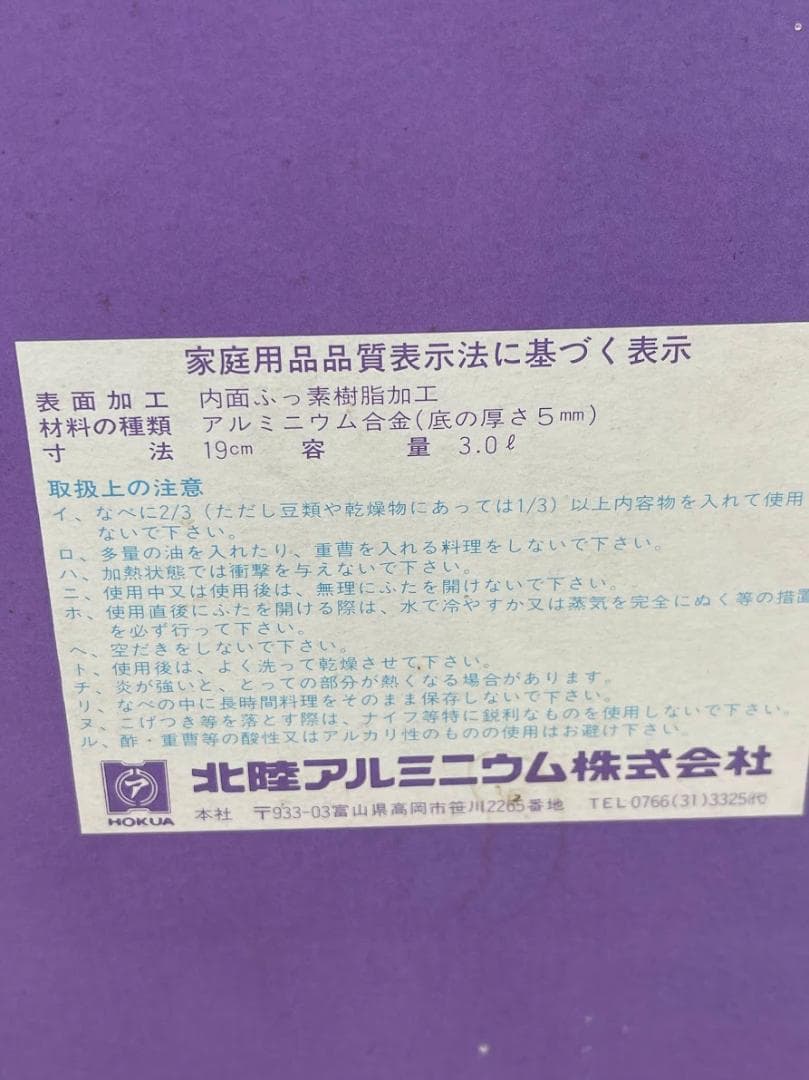 家庭用品品質表示法に基づく表示
表面加工 内面ふっ素樹脂加工
材料の種類 アルミニウム合金(底の厚さ5mm)
寸法 19cm 容量 3.0ℓ
取扱上の注意
イ、なべに2/3(ただし豆類や乾燥物にあっては1/3)以上内容物を入れて使用
ないで下さい。
ロ、多量の油を入れたり、重曹を入れる料理をしないで下さい。
ハ、加熱状態では衝撃を与えないで下さい。
ニ、使用中又は使用後は、無理にふたを開けないで下さい。
ホ、使用直後にふたを開ける際は、水で冷やすか又は蒸気を完全にぬく等の措置
を必ず行って下さい。
ヘ、空だきをしないで下さい。
ト、使用後は、よく洗って乾燥させて下さい。
チ、炎が強いと、とっての部分が熱くなる場合があります。
リ、なべの中に長時間料理をそのまま保存しないで下さい。
ヌ、こげつき等を落とす際は、ナイフ等特に鋭利なものを使用しないで下さい。
ル、酢・重曹等の酸性又はアルカリ性のものの使用はお避け下さい。
ア
HOKUA
北陸アルミニウム株式会社
本社 〒933-03富山県高岡市笹川2265番地 TEL・0766(31)3325代